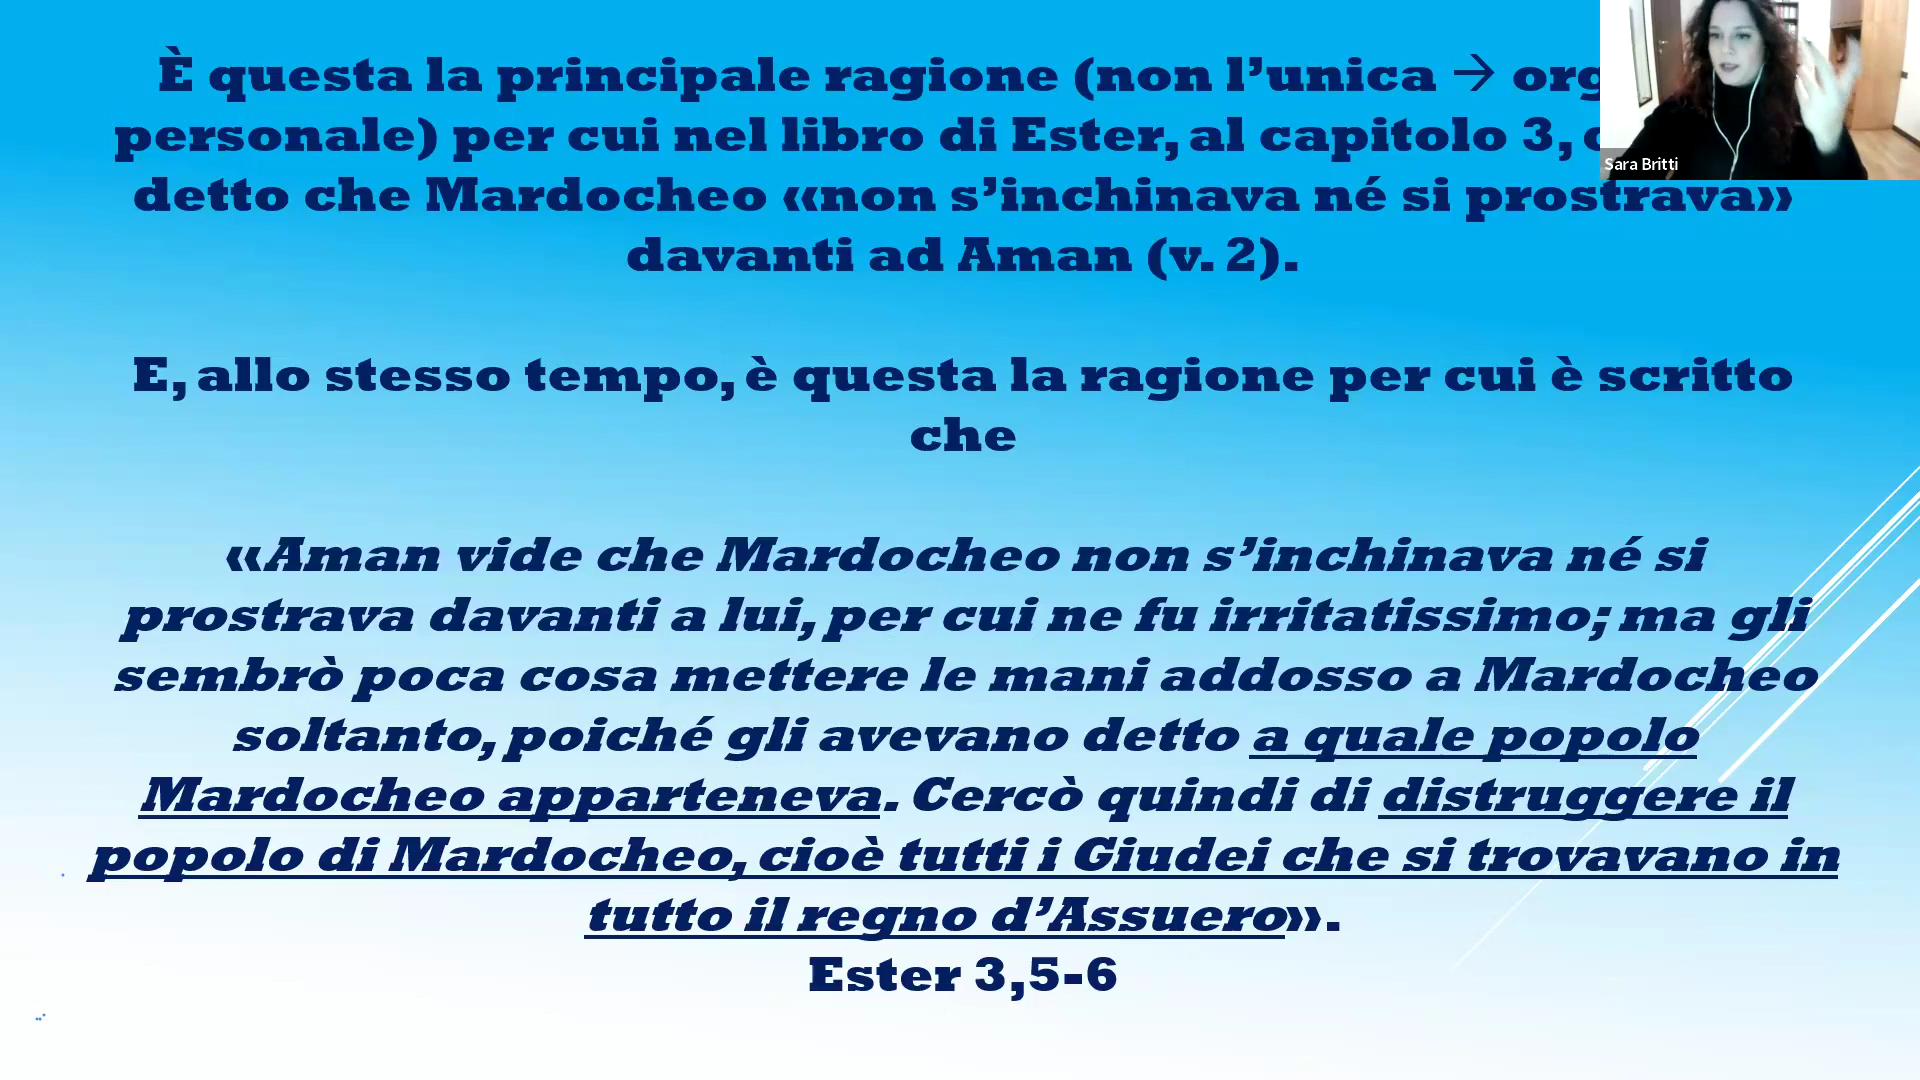 È questa la principale ragione (non l’unica → org
personale) per cui nel libro di Ester, al capitolo 3,
detto che Mardocheo «non s’inchinava né si prostrava»
davanti ad Aman (v. 2).
E, allo stesso tempo, è questa la ragione per cui è scritto
che
«Aman vide che Mardocheo non s’inchinava né si
prostrava davanti a lui, per cui ne fu irritatissimo; ma gli
sembrò poca cosa mettere le mani addosso a Mardocheo
soltanto, poiché gli avevano detto a quale popolo
Mardocheo apparteneva. Cercò quindi di distruggere il
popolo di Mardocheo, cioè tutti i Giudei che si trovavano in
tutto il regno d’Assuero».
Ester 3,5-6
Sara Britti